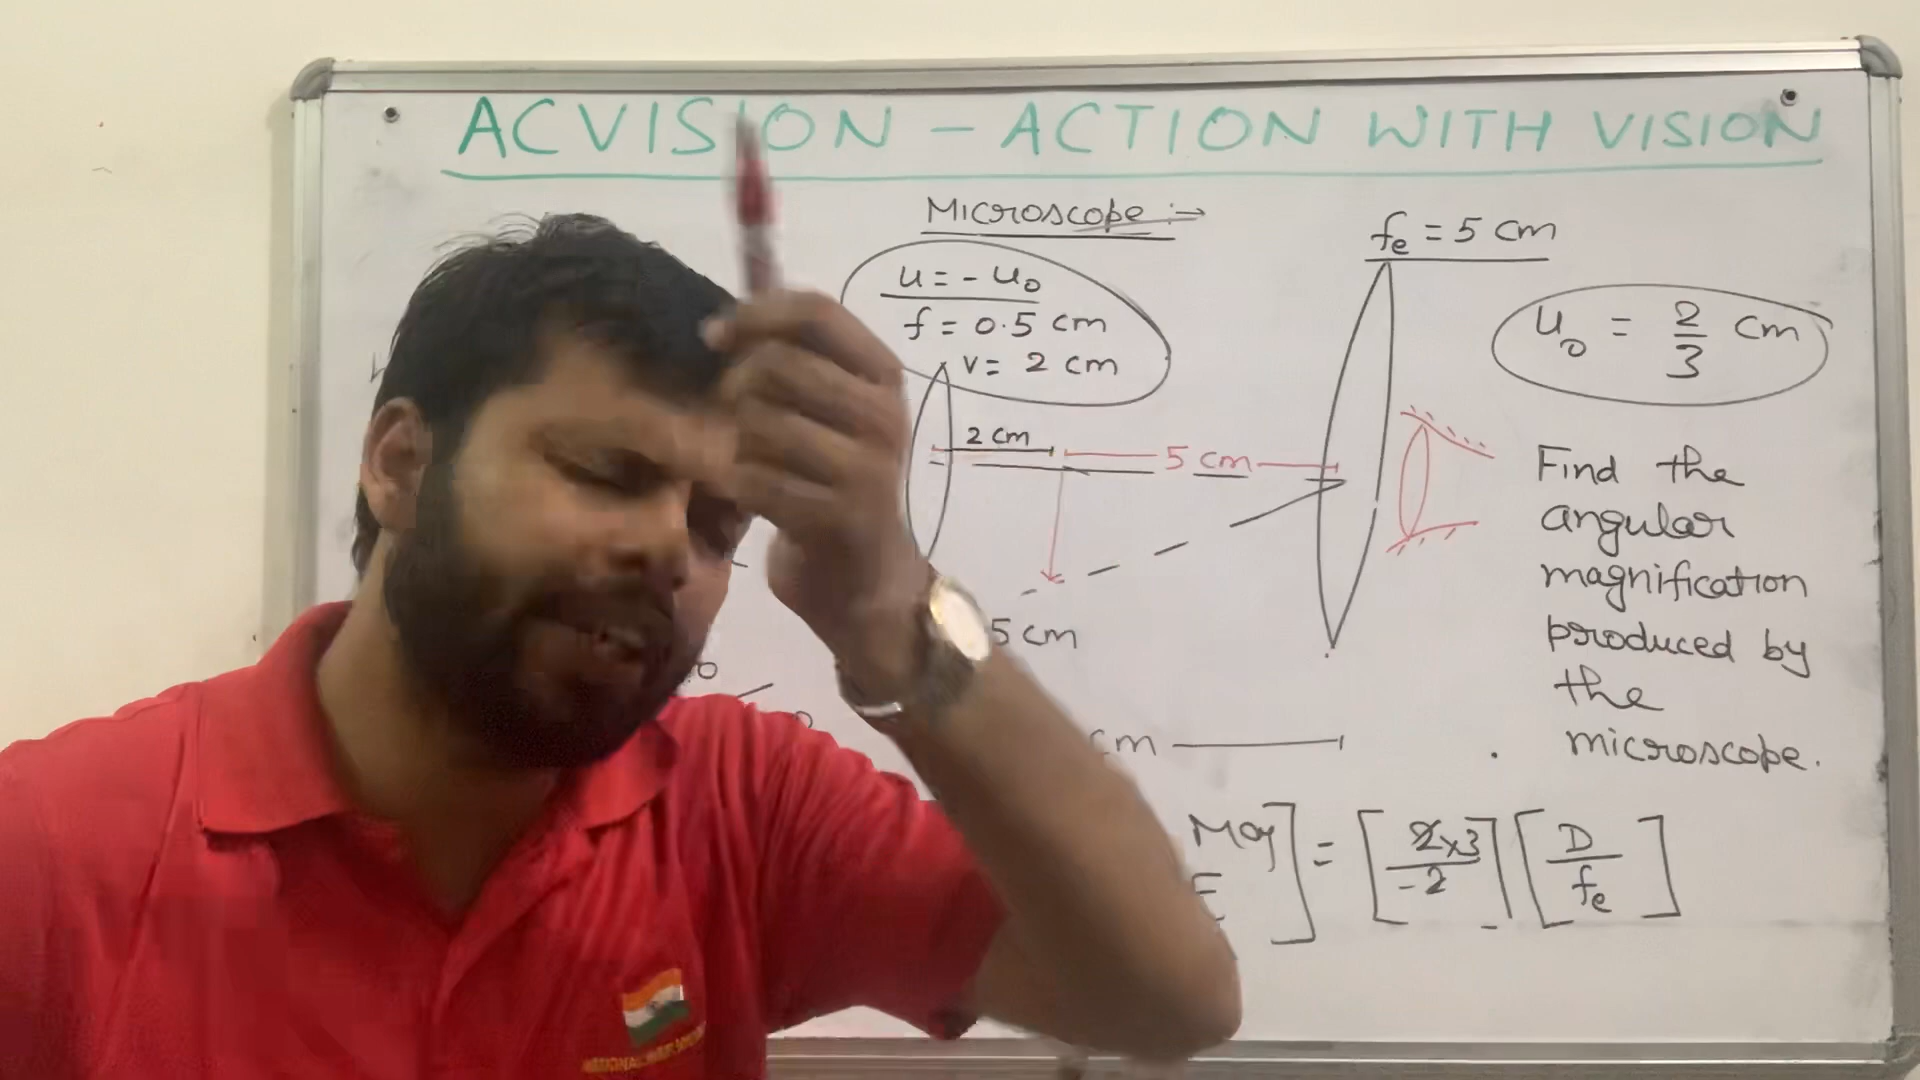 ACVISION - ACTION WITH VISION
Microscope :→
fe = 5 cm
u = - u0
f = 0.5 cm
v = 2 cm
u0 = 2/3 cm
2 cm
5 cm
Find the
angular
magnification
produced by
the
microscope.
5 cm
cm
Mag] = [2x3/-2] [D/fe]